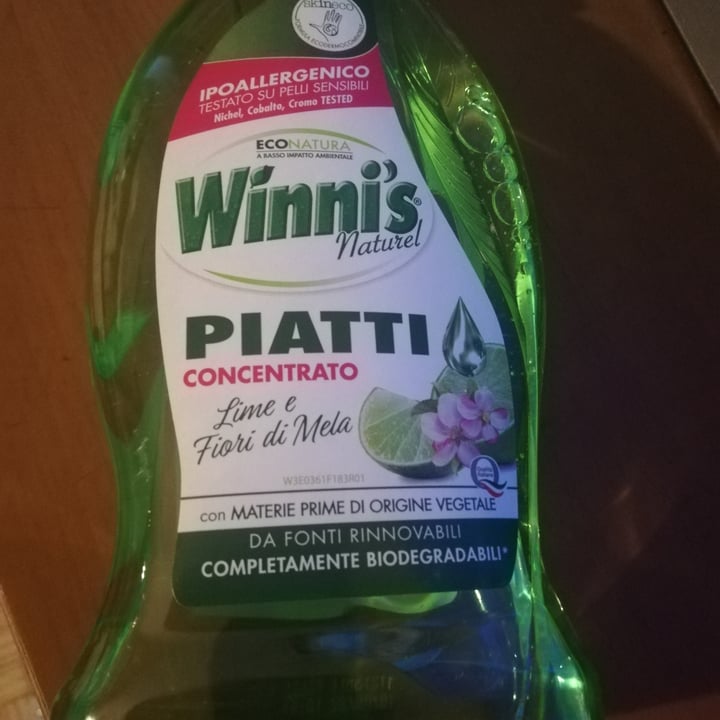 skineco
IPOALLERGENICO
TESTATO SU PELLI SENSIBILI
Nichel, Cobalto, Cromo TESTED
ECONATURA
A BASSO IMPATTO AMBIENTALE
Winni's®
Naturel
PIATTI
CONCENTRATO
Lime e
Fiori di Mela
W3E0361F183R01
con MATERIE PRIME DI ORIGINE VEGETALE
DA FONTI RINNOVABILI
COMPLETAMENTE BIODEGRADABILI*